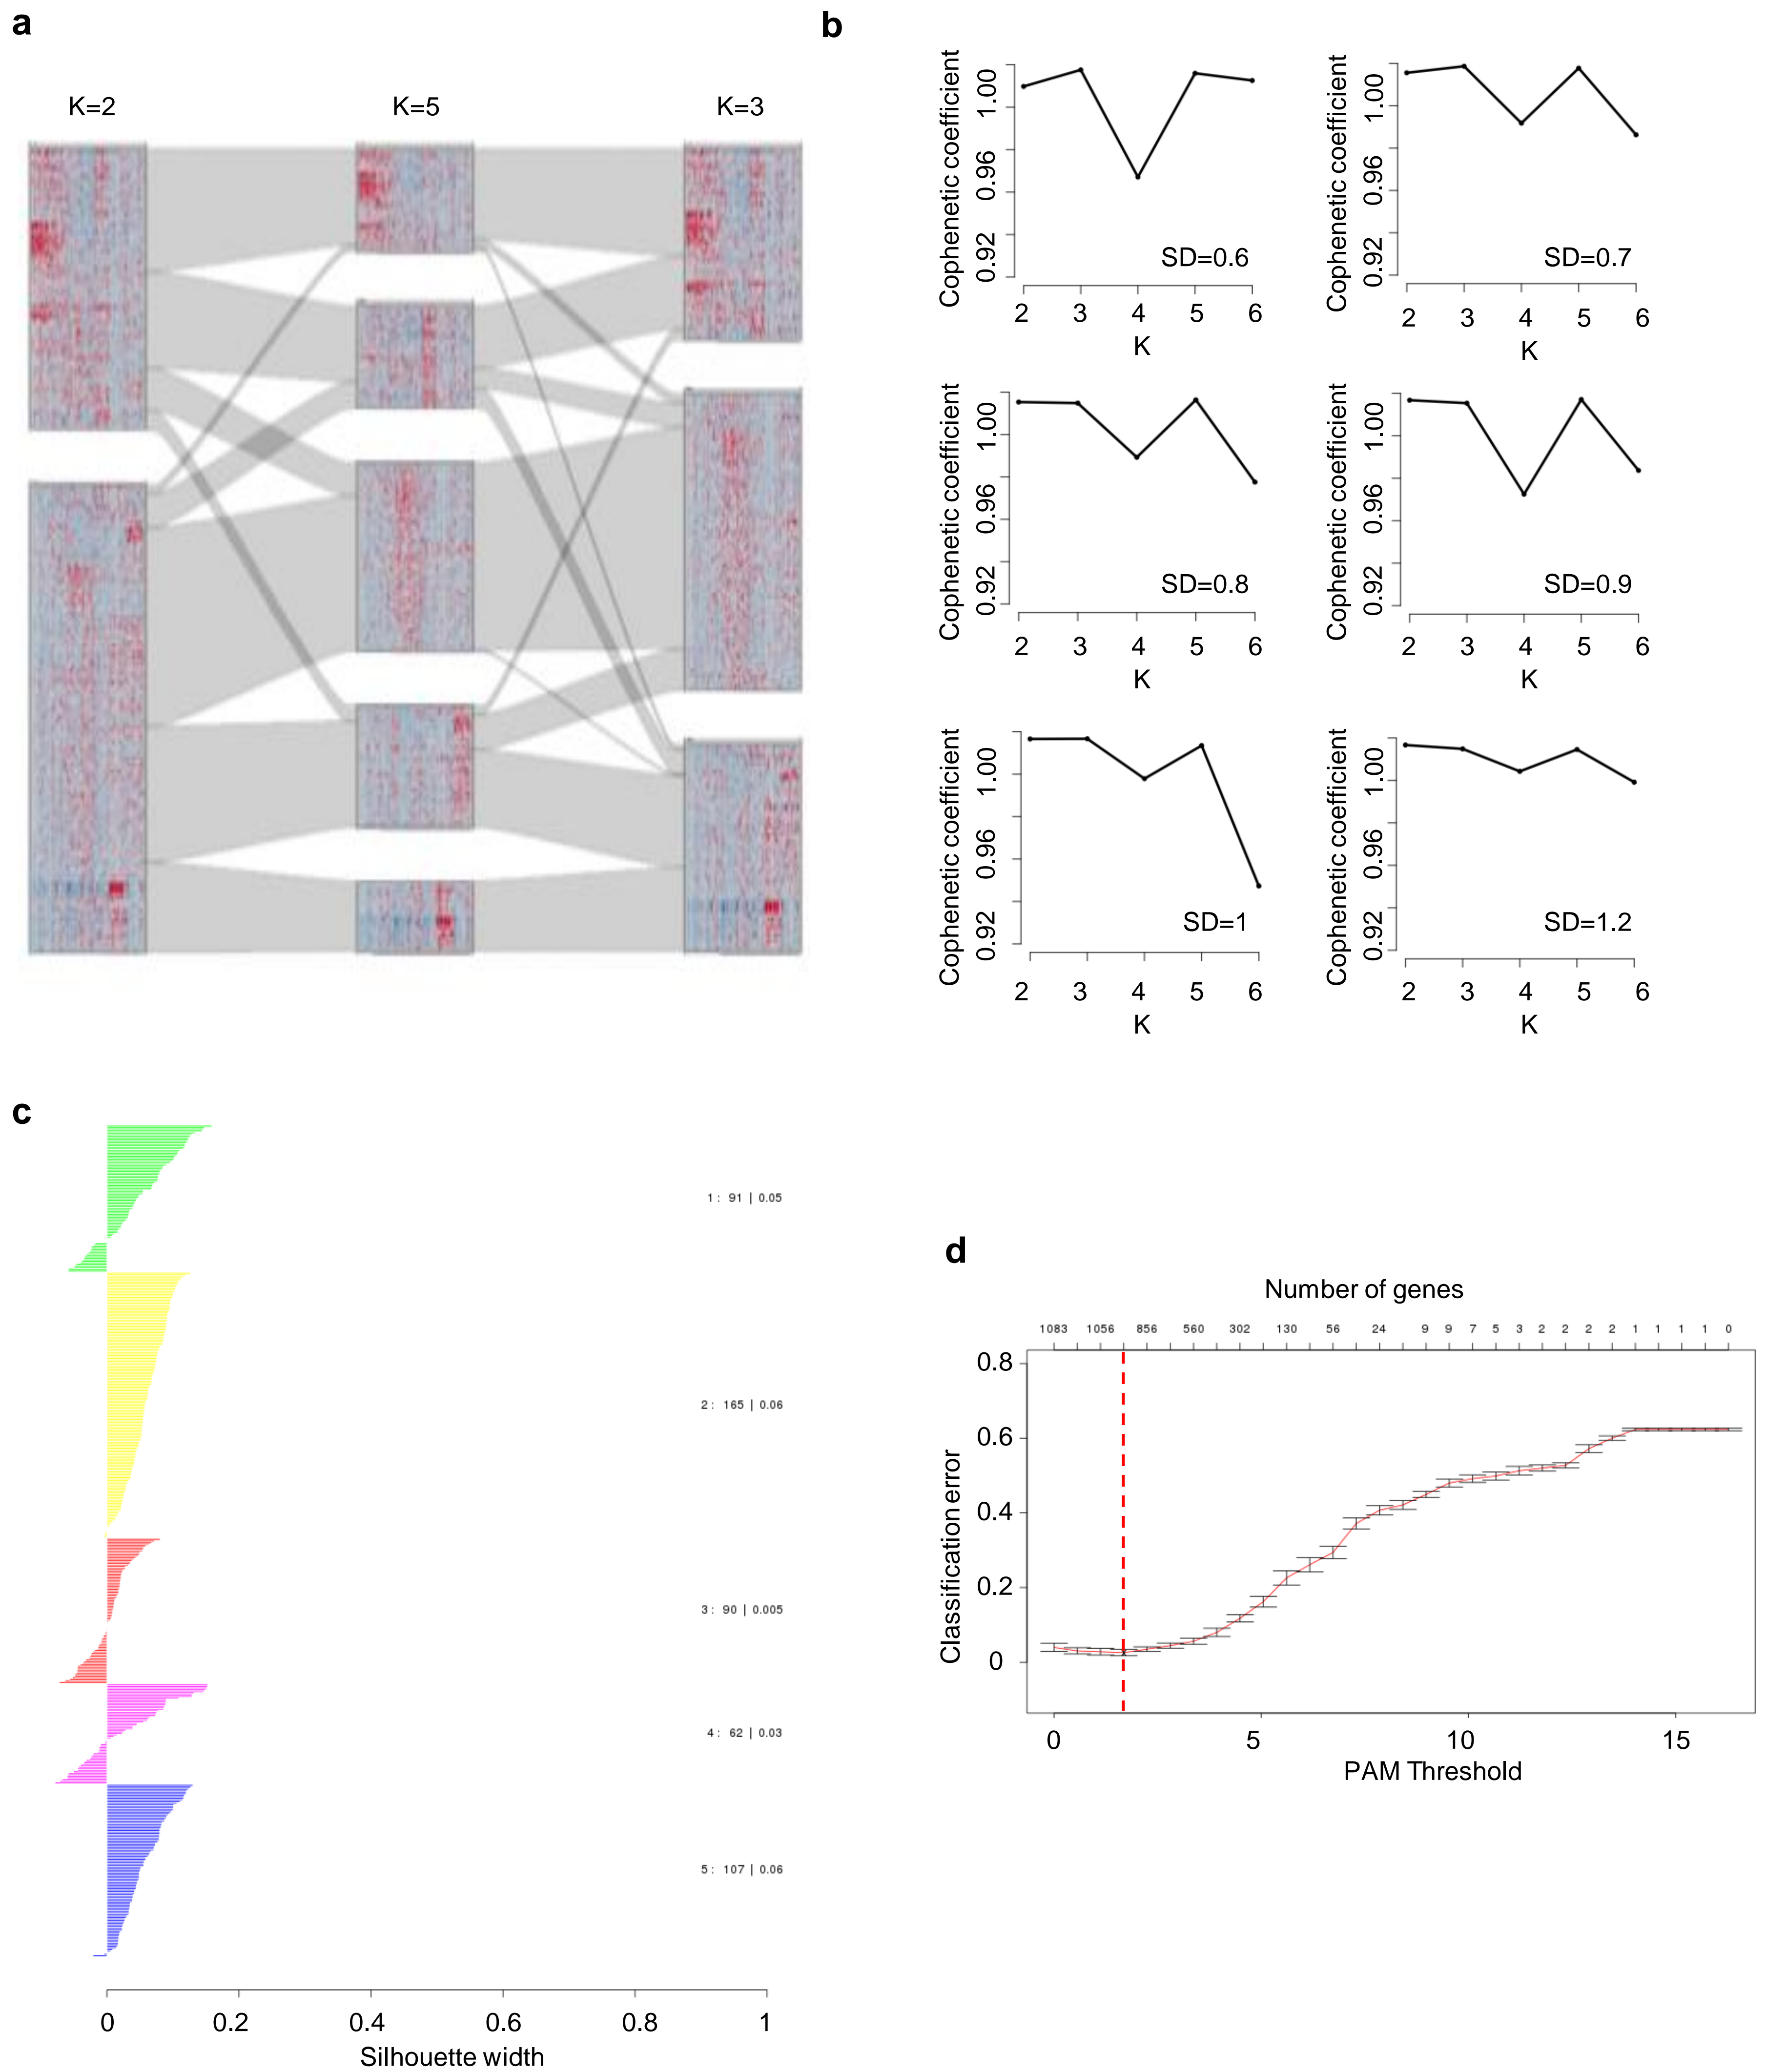 a
K=2
K=5
K=3
b
Cophenetic coefficient
1.00
0.96
0.92
SD=0.6
2 3 4 5 6
K
Cophenetic coefficient
1.00
0.96
0.92
SD=0.7
2 3 4 5 6
K
Cophenetic coefficient
1.00
0.96
0.92
SD=0.8
2 3 4 5 6
K
Cophenetic coefficient
1.00
0.96
0.92
SD=0.9
2 3 4 5 6
K
Cophenetic coefficient
1.00
0.96
0.92
SD=1
2 3 4 5 6
K
Cophenetic coefficient
1.00
0.96
0.92
SD=1.2
2 3 4 5 6
K
c
1 : 91 | 0.05
2 : 165 | 0.06
3 : 90 | 0.005
4 : 62 | 0.03
5 : 107 | 0.06
0 0.2 0.4 0.6 0.8 1
Silhouette width
d
Number of genes
1083 1056 856 560 302 130 56 24 9 9 7 5 3 2 2 2 2 1 1 1 1 0
Classification error
0.8
0.6
0.4
0.2
0
0 5 10 15
PAM Threshold